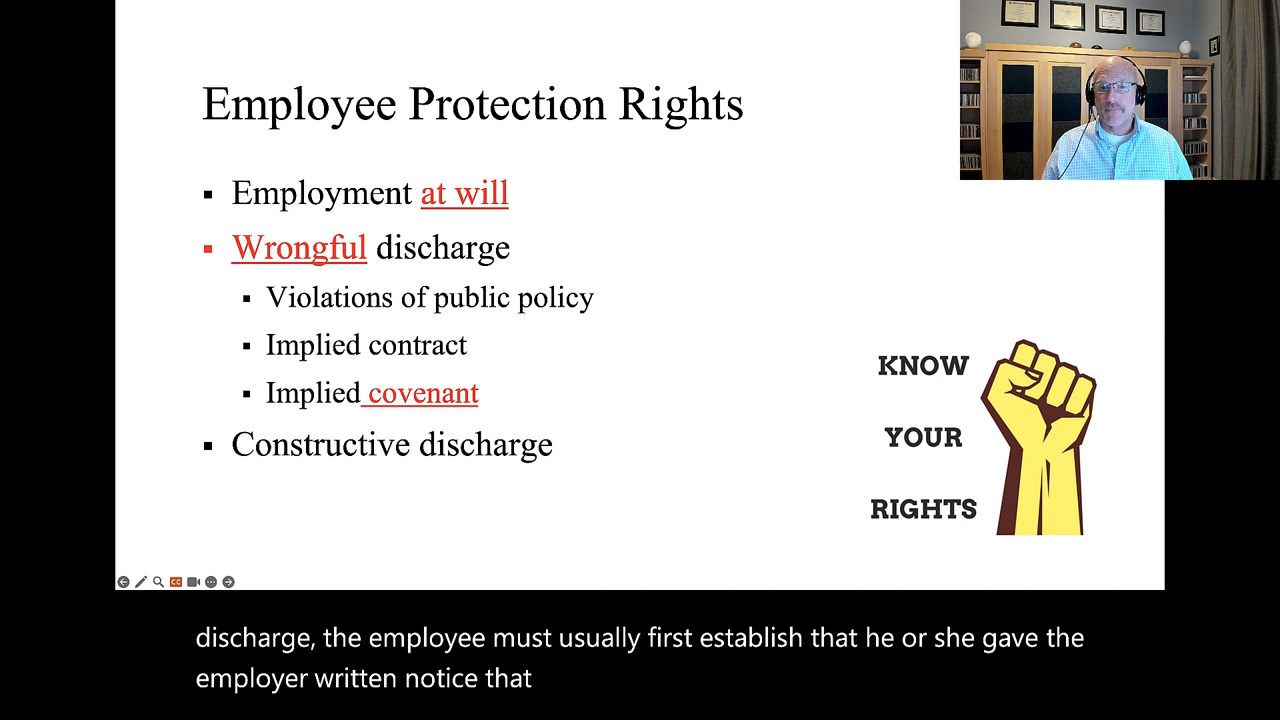 Employee Protection Rights
▪ Employment at will
▪ Wrongful discharge
▪ Violations of public policy
▪ Implied contract
▪ Implied covenant
▪ Constructive discharge
KNOW
YOUR
RIGHTS
CC
discharge, the employee must usually first establish that he or she gave the
employer written notice that